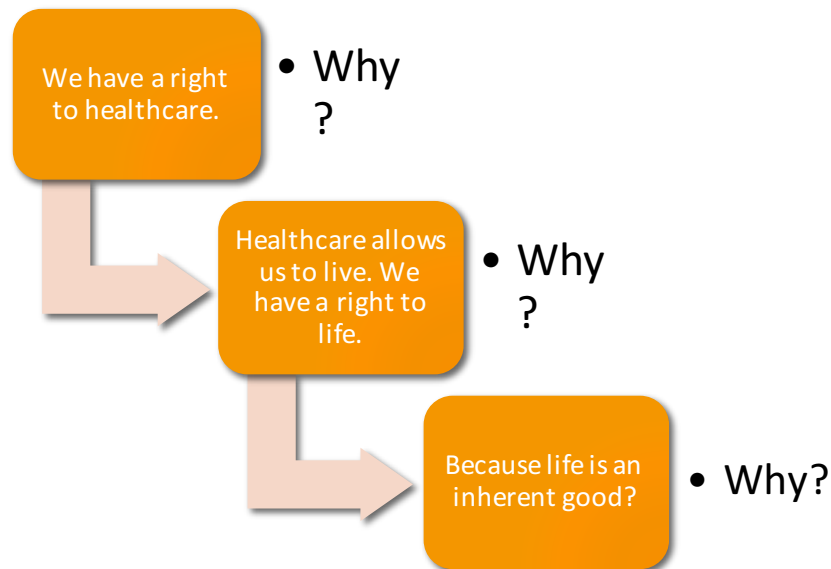 We have a right
to healthcare.
• Why
?
Healthcare allows
us to live. We
have a right to
life.
• Why
?
Because life is an
inherent good?
• Why?